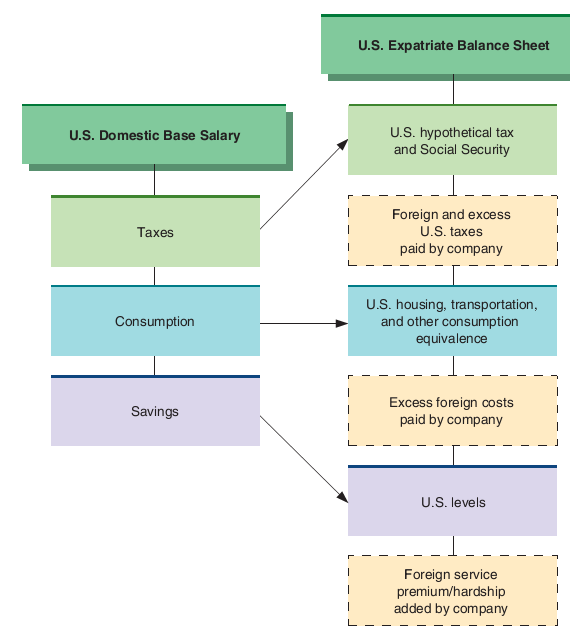 U.S. Expatriate Balance Sheet
U.S. Domestic Base Salary
U.S. hypothetical tax
and Social Security
Taxes
Foreign and excess
U.S. taxes
paid by company
Consumption
U.S. housing, transportation,
and other consumption
equivalence
Savings
Excess foreign costs
paid by company
U.S. levels
Foreign service
premium/hardship
added by company